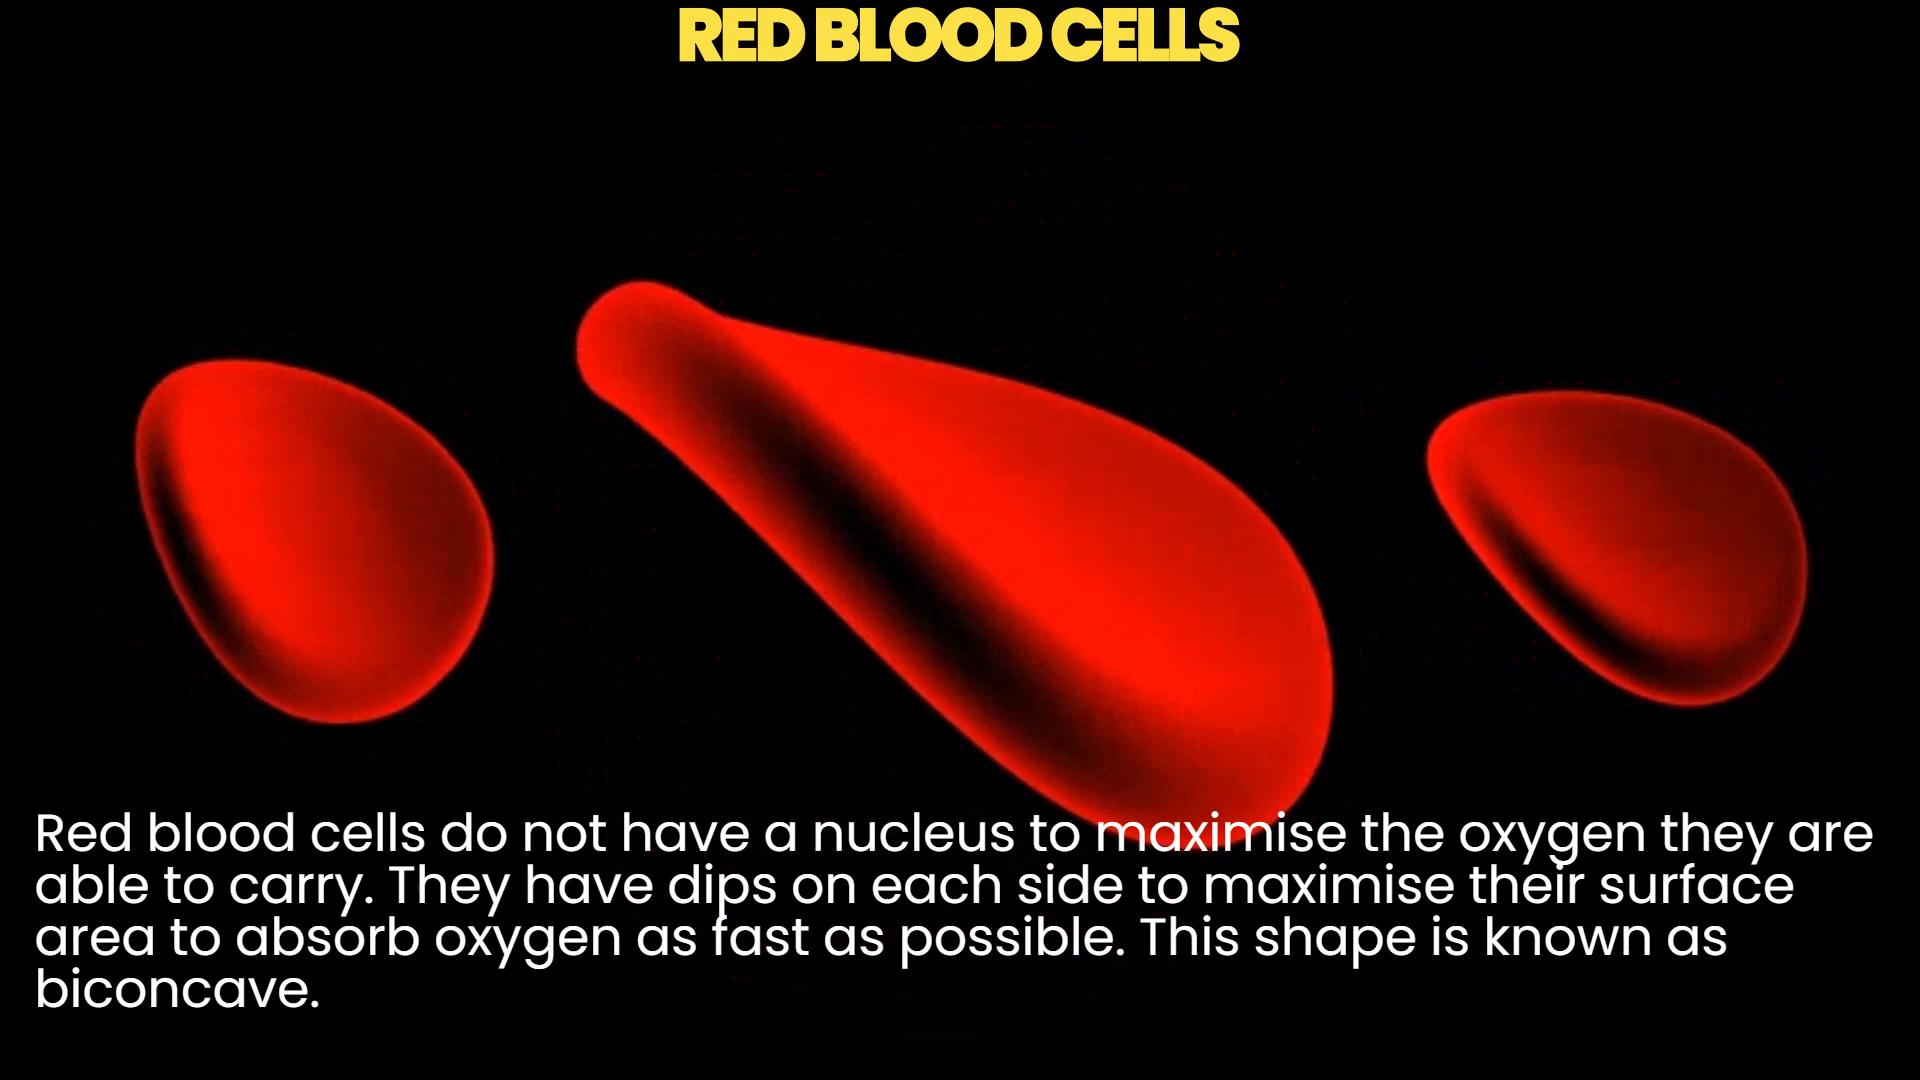 RED BLOOD CELLS
Red blood cells do not have a nucleus to maximise the oxygen they are
able to carry. They have dips on each side to maximise their surface
area to absorb oxygen as fast as possible. This shape is known as
biconcave.